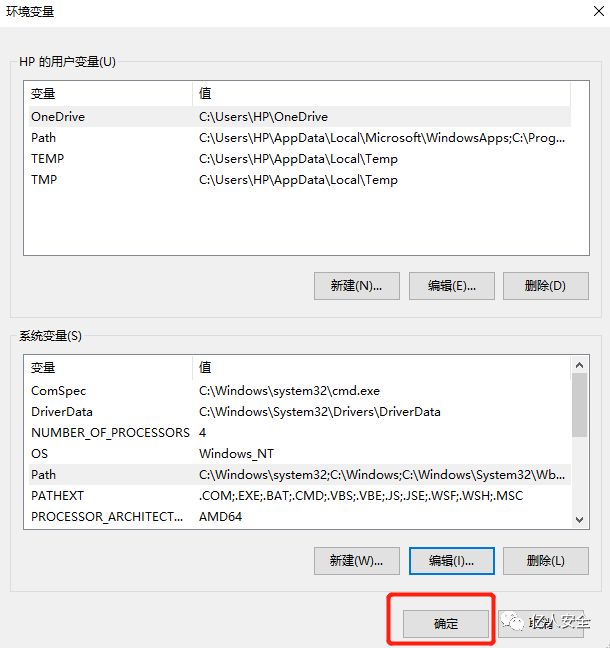 环境变量
HP 的用户变量(U)
变量 值
OneDrive C:\Users\HP\OneDrive
Path C:\Users\HP\AppData\Local\Microsoft\WindowsApps;C:\Prog...
TEMP C:\Users\HP\AppData\Local\Temp
TMP C:\Users\HP\AppData\Local\Temp
新建(N)... 编辑(E)... 删除(D)
系统变量(S)
变量 值
ComSpec C:\Windows\system32\cmd.exe
DriverData C:\Windows\System32\Drivers\DriverData
NUMBER_OF_PROCESSORS 4
OS Windows_NT
Path C:\Windows\system32;C:\Windows;C:\Windows\System32\Wb...
PATHEXT .COM;.EXE;.BAT;.CMD;.VBS;.VBE;.JS;.JSE;.WSF;.WSH;.MSC
PROCESSOR_ARCHITECT... AMD64
新建(W)... 编辑(I)... 删除(L)
确定 亿人安全